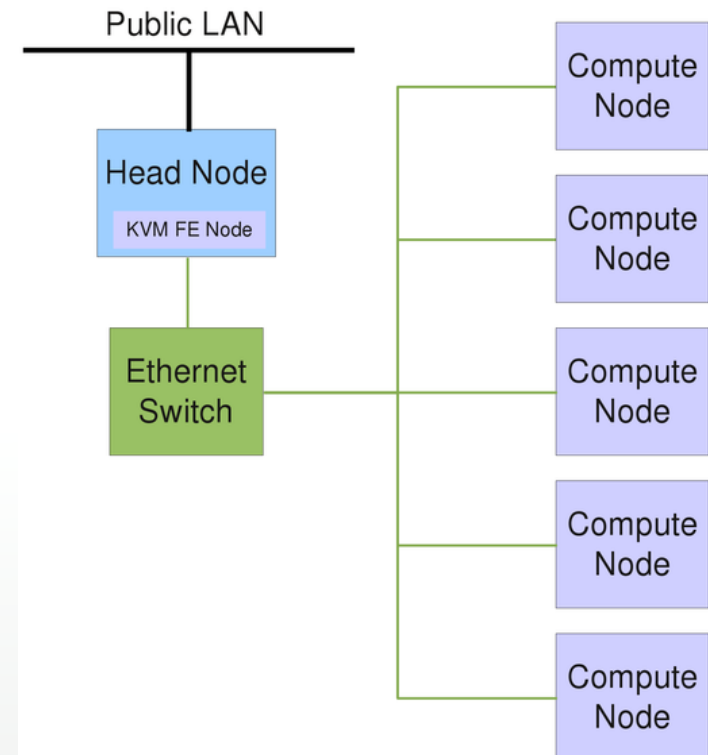 Public LAN
Head Node
KVM FE Node
Ethernet
Switch
Compute
Node
Compute
Node
Compute
Node
Compute
Node
Compute
Node